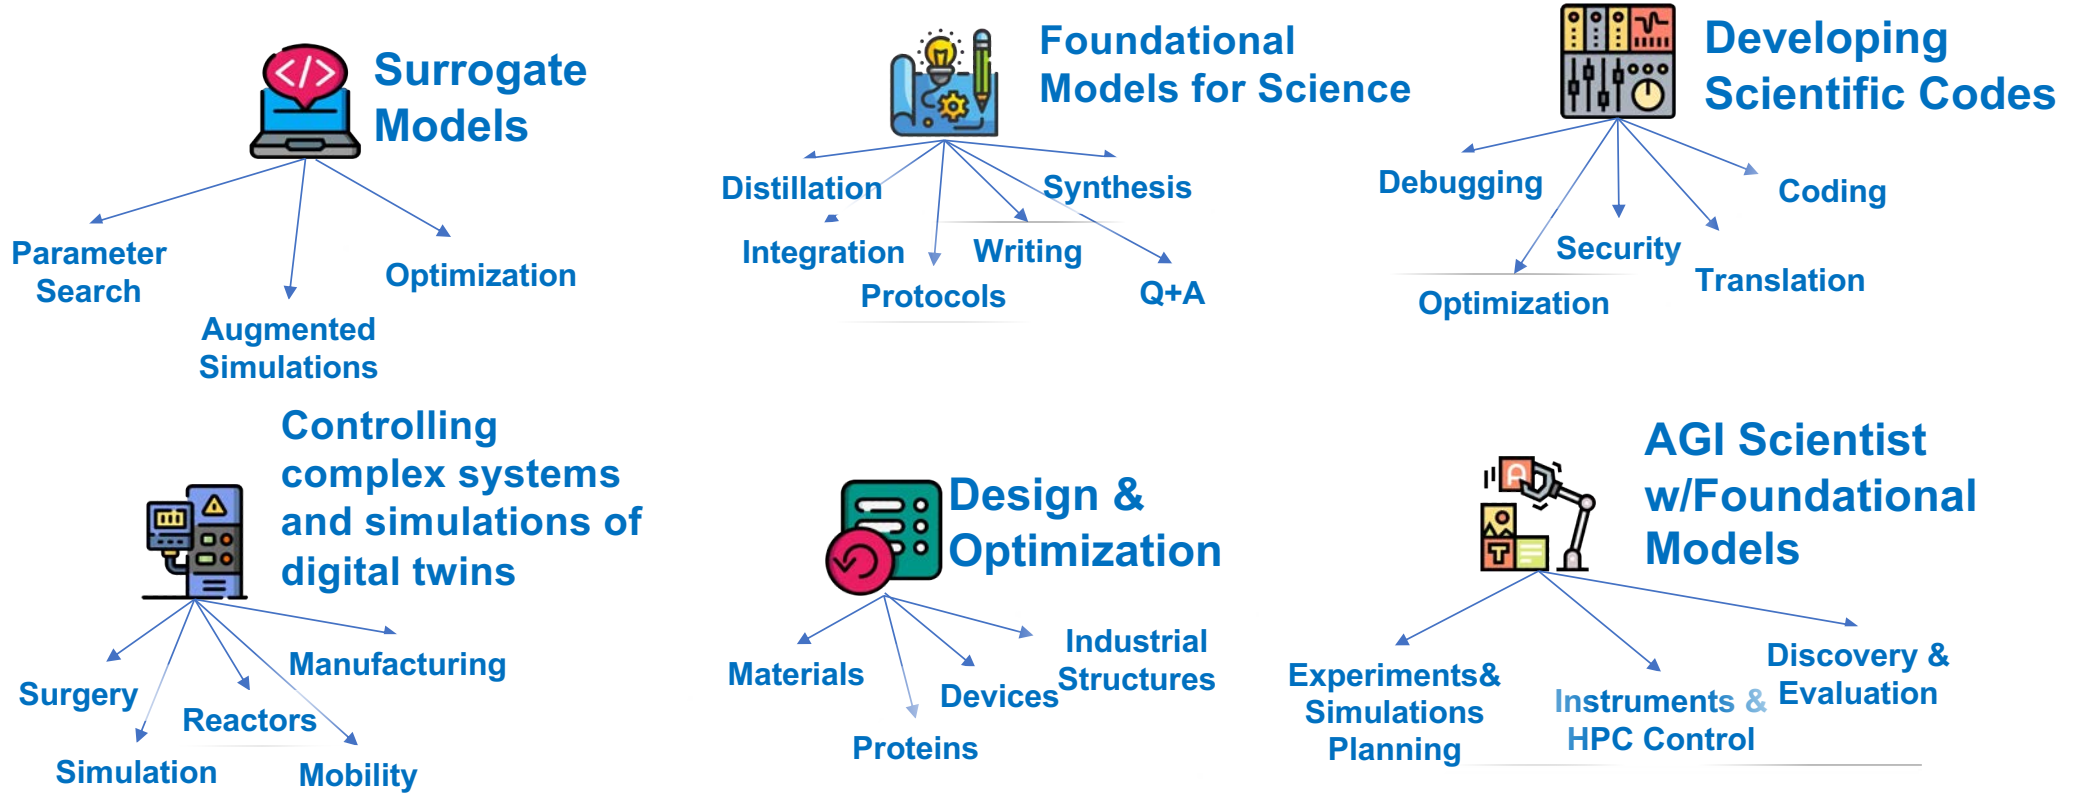 Surrogate
Models
Parameter
Search
Augmented
Simulations
Optimization
Foundational
Models for Science
Distillation
Integration
Protocols
Writing
Synthesis
Q+A
Developing
Scientific Codes
Debugging
Optimization
Security
Translation
Coding
Controlling
complex systems
and simulations of
digital twins
Surgery
Simulation
Reactors
Mobility
Manufacturing
Design &
Optimization
Materials
Proteins
Devices
Industrial
Structures
AGI Scientist
w/Foundational
Models
Experiments&
Simulations
Planning
Instruments &
HPC Control
Discovery &
Evaluation